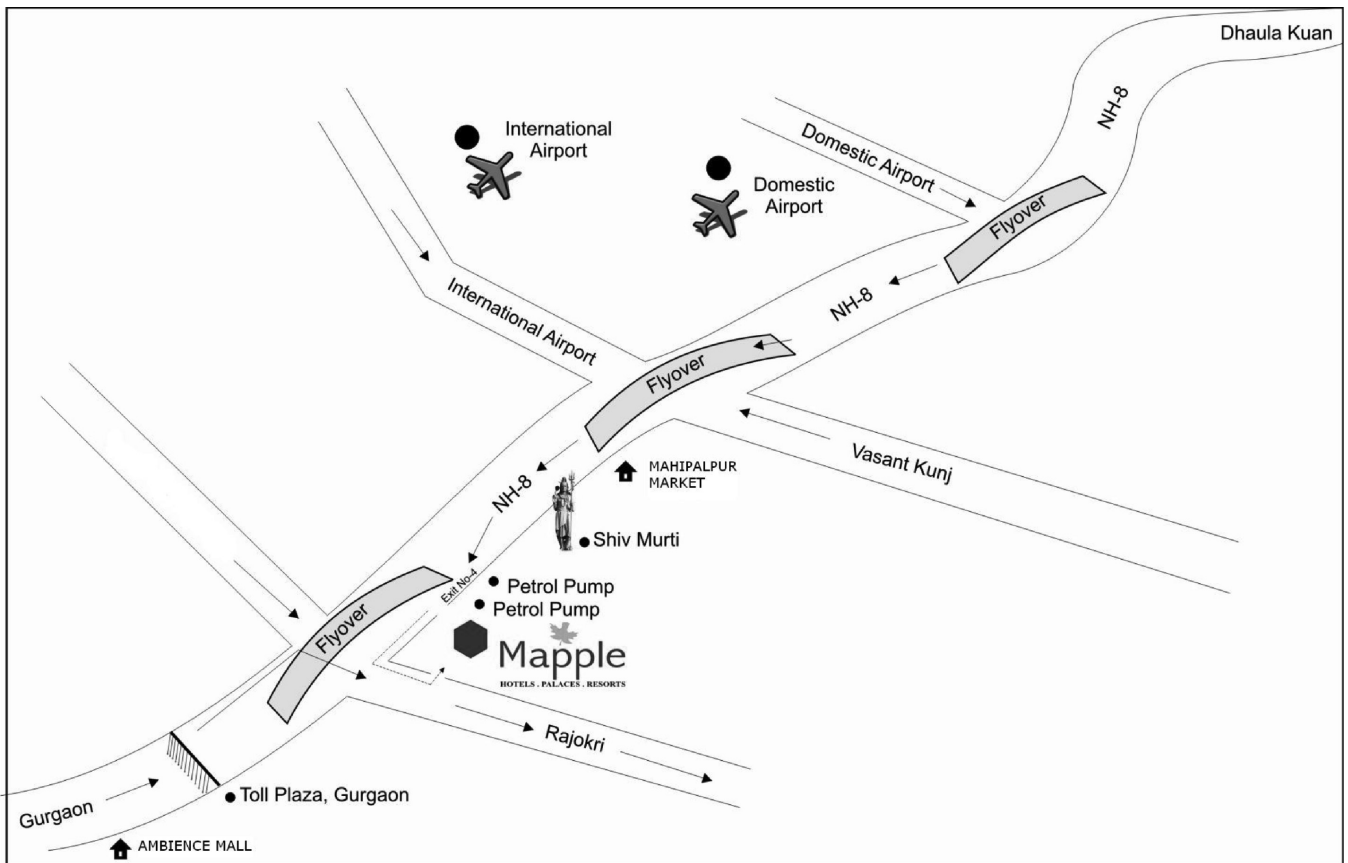 Dhaula Kuan
NH-8
International
Airport
Domestic Airport
Domestic
Airport
Flyover
International Airport
NH-8
Flyover
Vasant Kunj
MAHIPALPUR
MARKET
NH-8
Shiv Murti
Exit No-4
Petrol Pump
Petrol Pump
Flyover
Mapple
HOTELS . PALACES . RESORTS
Rajokri
Toll Plaza, Gurgaon
Gurgaon
AMBIENCE MALL